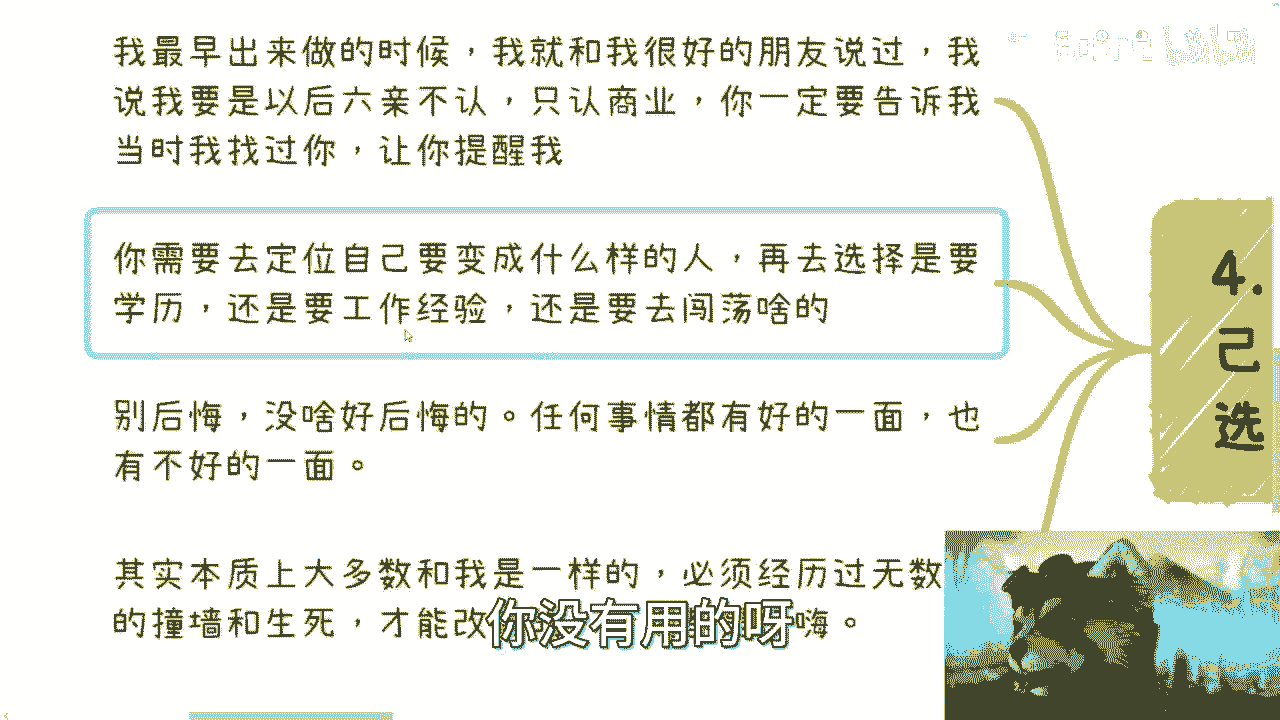 我最早出来做的时候，我就和我很好的朋友说过，我
说我要是以后六亲不认，只认商业，你一定要告诉我
当时我找过你，让你提醒我
你需要去定位自己要变成什么样的人，再去选择是要
学历，还是要工作经验，还是要去闯荡啥的
别后悔，没啥好后悔的。任何事情都有好的一面，也
有不好的一面。
其实本质上大多数和我是一样的，必须经历过无数
的撞墙和生死，才能改
嗨。
你没有用的呀
4.
己
选